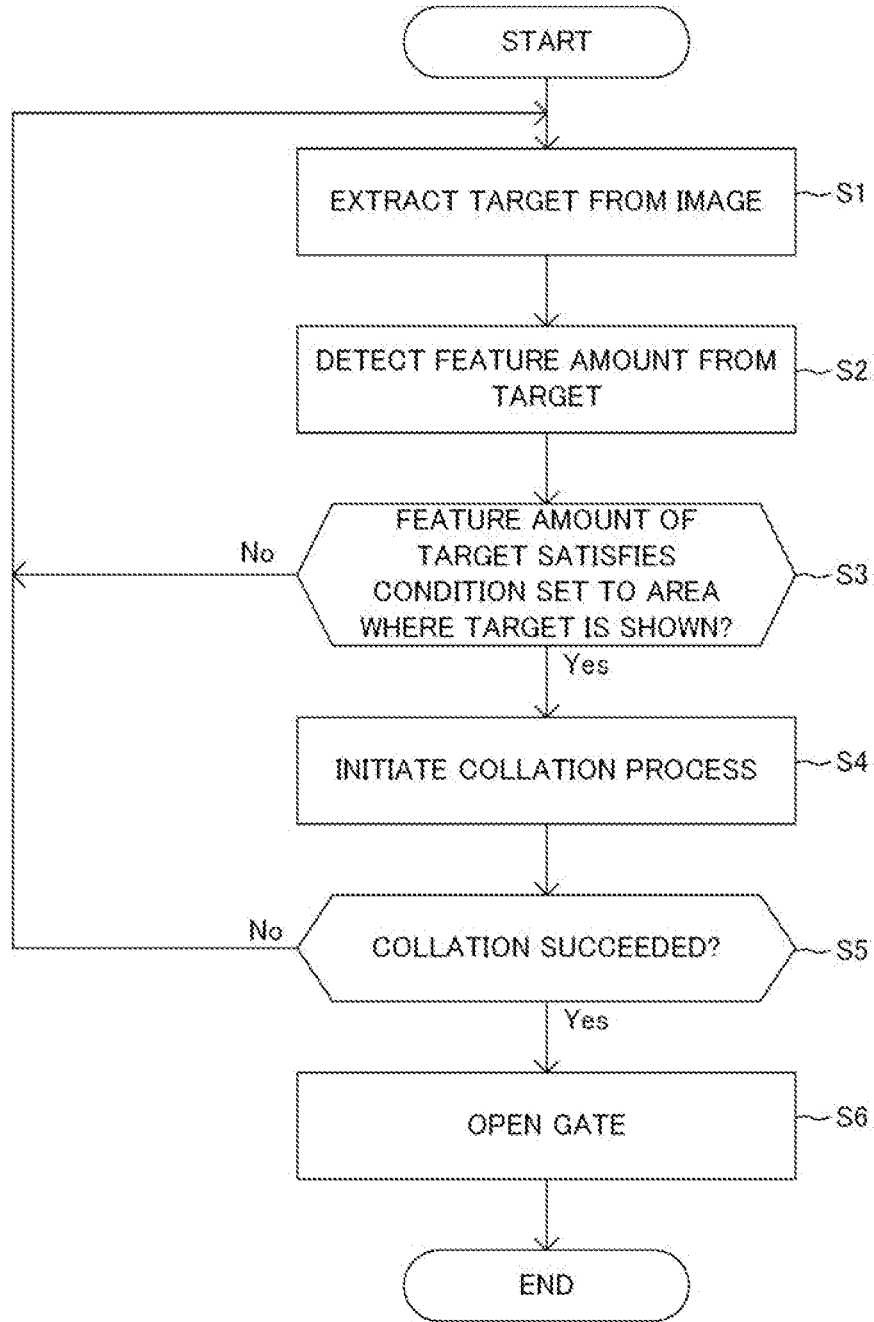 START
EXTRACT TARGET FROM IMAGE
S1
DETECT FEATURE AMOUNT FROM
TARGET
S2
FEATURE AMOUNT OF
TARGET SATISFIES
CONDITION SET TO AREA
WHERE TARGET IS SHOWN?
S3
No
Yes
INITIATE COLLATION PROCESS
S4
COLLATION SUCCEEDED?
S5
No
Yes
OPEN GATE
S6
END